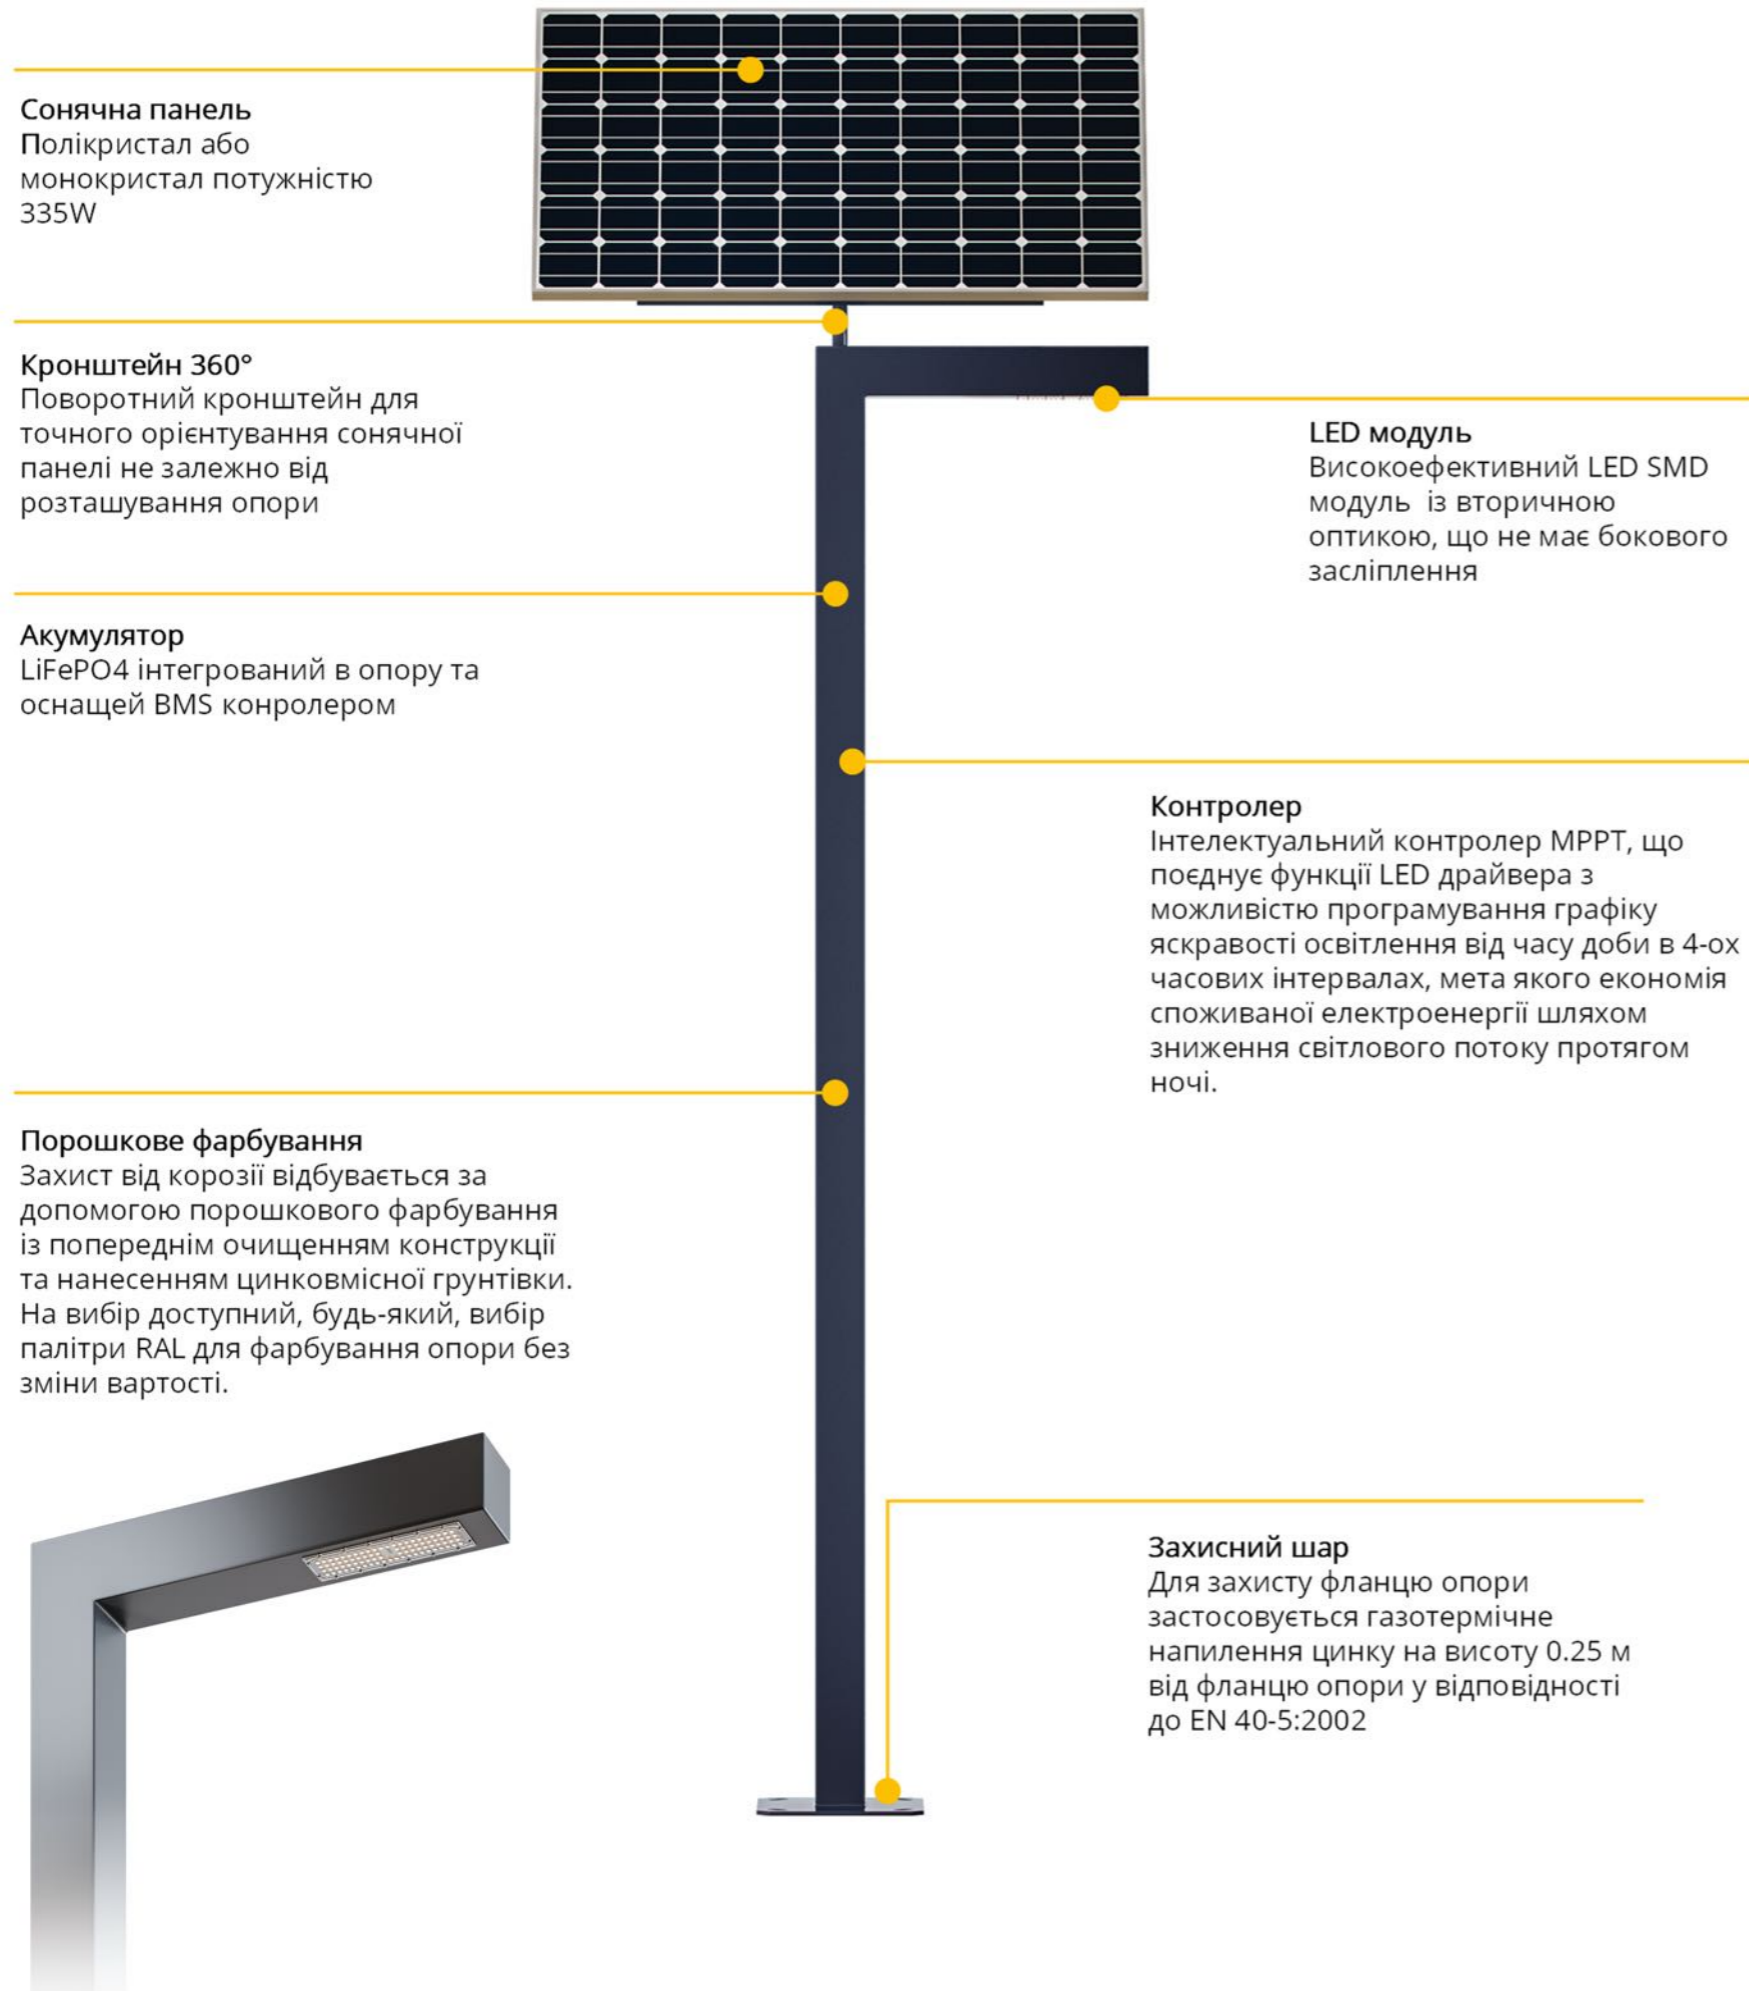 Сонячна панель
Полікристал або
монокристал потужністю
335W
Кронштейн 360°
Поворотний кронштейн для
точного орієнтування сонячної
панелі не залежно від
розташування опори
LED модуль
Високоефективний LED SMD
модуль  із вторичною
оптикою, що не має бокового
засліплення
Акумулятор
LiFePO4 інтегрований в опору та
оснащей BMS конролером
Контролер
Інтелектуальний контролер МРРТ, що
поєднує функції LED драйвера з
можливістю програмування графіку
яскравості освітлення від часу доби в 4-ох
часових інтервалах, мета якого економія
споживаної електроенергії шляхом
зниження світлового потоку протягом
ночі.
Порошкове фарбування
Захист від корозії відбувається за
допомогою порошкового фарбування
із попереднім очищенням конструкції
та нанесенням цинковмісної грунтівки.
На вибір доступний, будь-який, вибір
палітри RAL для фарбування опори без
зміни вартості.
Захисний шар
Для захисту фланцю опори
застосовується газотермічне
напилення цинку на висоту 0.25 м
від фланцю опори у відповідності
до EN 40-5:2002